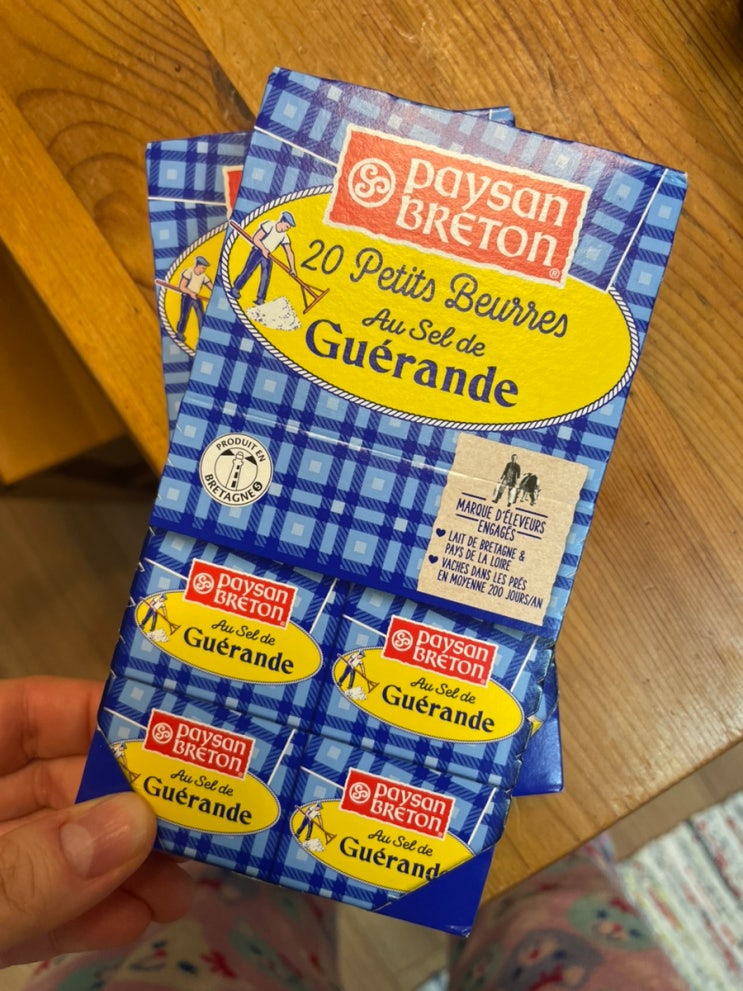 Paysan
Breton®
20 Petits Beurres
Au Sel de
Guérande
PRODUIT EN
BRETAGNE
MARQUE D'ÉLEVEURS
ENGAGÉS
LAIT DE BRETAGNE &
PAYS DE LA LOIRE
VACHES DANS LES PRÉS
EN MOYENNE 200 JOURS/AN
Paysan
Breton
Au Sel de
Guérande
Paysan
Breton
Au Sel de
Guérande
Paysan
Breton
Au Sel de
Guérande
Paysan
Breton
Au Sel de
Guérand